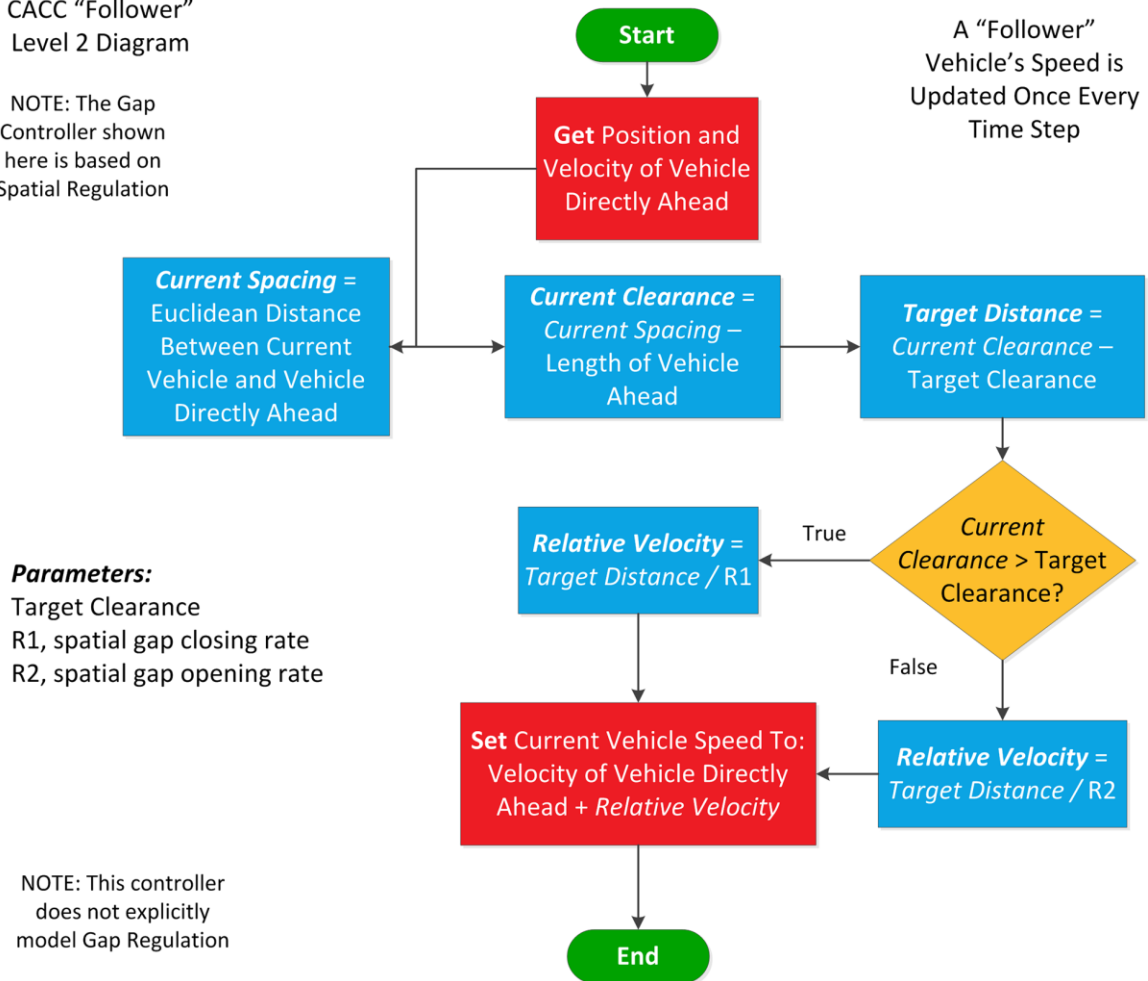 CACC “Follower”
Level 2 Diagram
NOTE: The Gap
Controller shown
here is based on
Spatial Regulation
Start
A “Follower”
Vehicle’s Speed is
Updated Once Every
Time Step
Get Position and
Velocity of Vehicle
Directly Ahead
Current Spacing =
Euclidean Distance
Between Current
Vehicle and Vehicle
Directly Ahead
Current Clearance =
Current Spacing –
Length of Vehicle
Ahead
Target Distance =
Current Clearance –
Target Clearance
Current
Clearance > Target
Clearance?
True
Relative Velocity =
Target Distance / R1
False
Relative Velocity =
Target Distance / R2
Parameters:
Target Clearance
R1, spatial gap closing rate
R2, spatial gap opening rate
Set Current Vehicle Speed To:
Velocity of Vehicle Directly
Ahead + Relative Velocity
NOTE: This controller
does not explicitly
model Gap Regulation
End